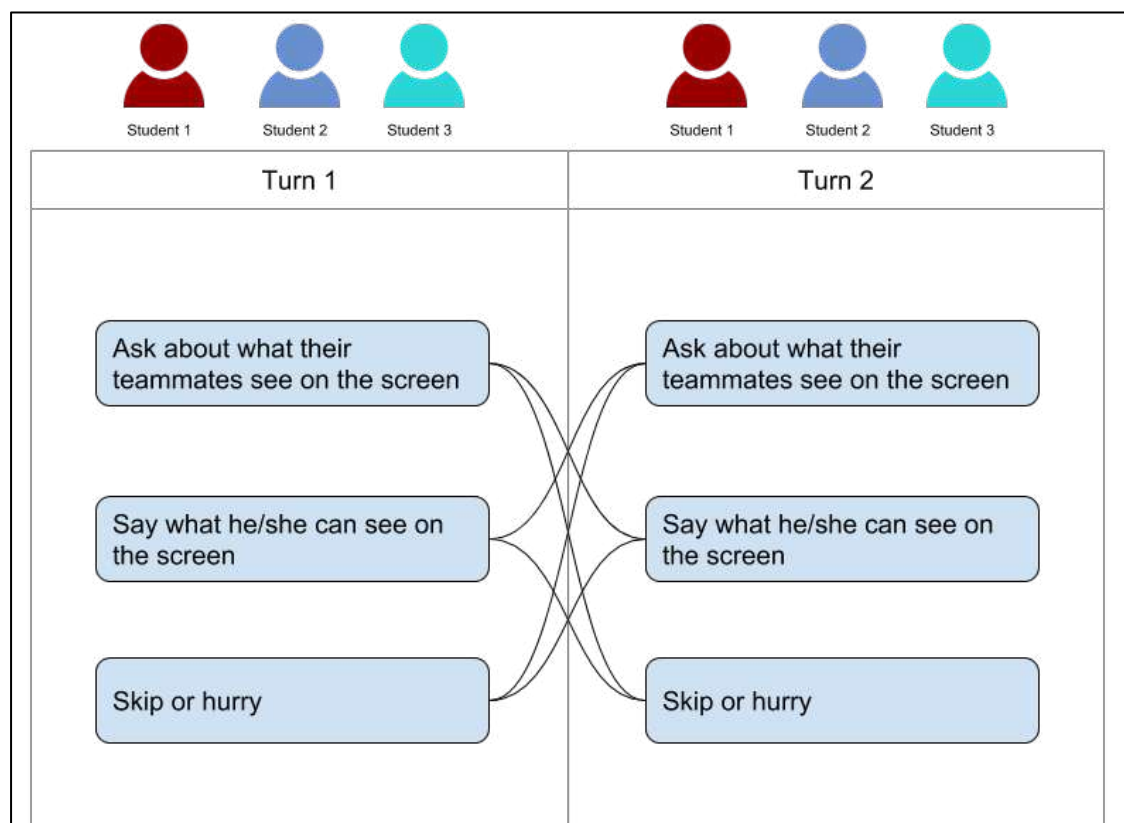 Student 1
Student 2
Student 3
Student 1
Student 2
Student 3
Turn 1
Turn 2
Ask about what their
teammates see on the screen
Say what he/she can see on
the screen
Skip or hurry
Ask about what their
teammates see on the screen
Say what he/she can see on
the screen
Skip or hurry